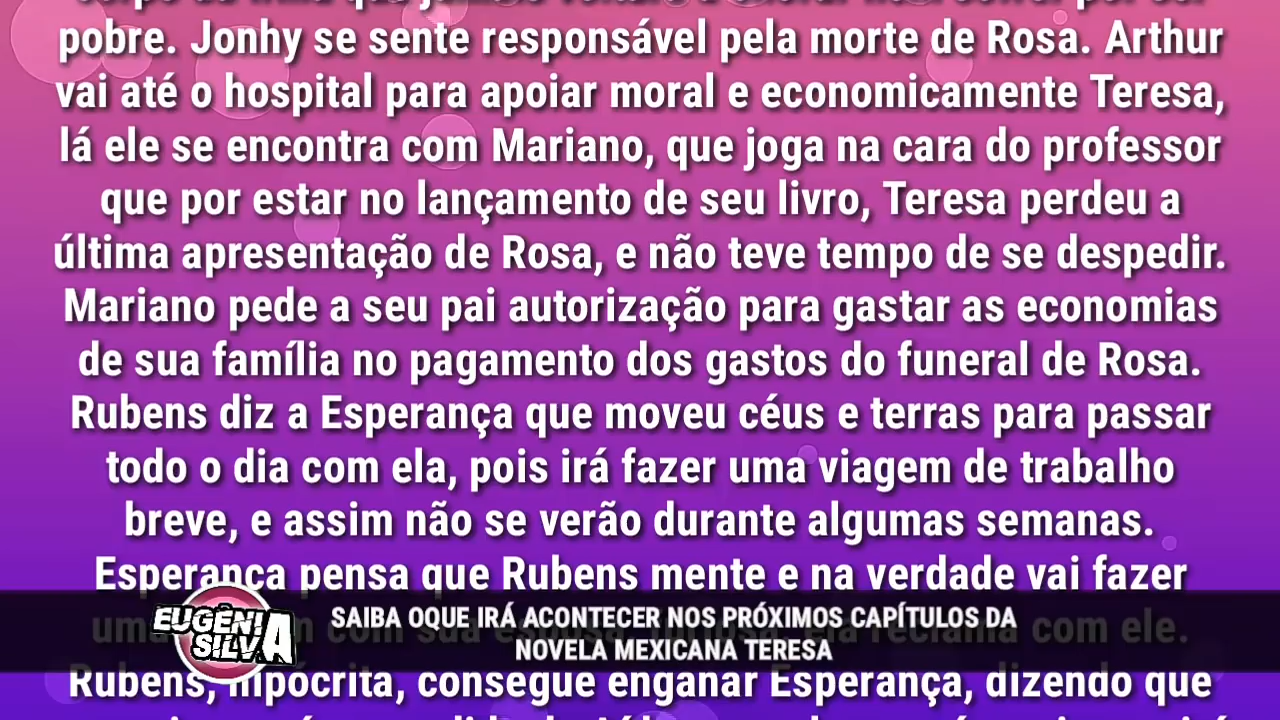 pobre. Jonhy se sente responsável pela morte de Rosa. Arthur
vai até o hospital para apoiar moral e economicamente Teresa,
lá ele se encontra com Mariano, que joga na cara do professor
que por estar no lançamento de seu livro, Teresa perdeu a
última apresentação de Rosa, e não teve tempo de se despedir.
Mariano pede a seu pai autorização para gastar as economias
de sua família no pagamento dos gastos do funeral de Rosa.
Rubens diz a Esperança que moveu céus e terras para passar
todo o dia com ela, pois irá fazer uma viagem de trabalho
breve, e assim não se verão durante algumas semanas.
Esperança pensa que Rubens mente e na verdade vai fazer
com ele.
EUGÊNIA SILVA
SAIBA OQUE IRÁ ACONTECER NOS PRÓXIMOS CAPÍTULOS DA
NOVELA MEXICANA TERESA
Rubens, hipócrita, consegue enganar Esperança, dizendo que